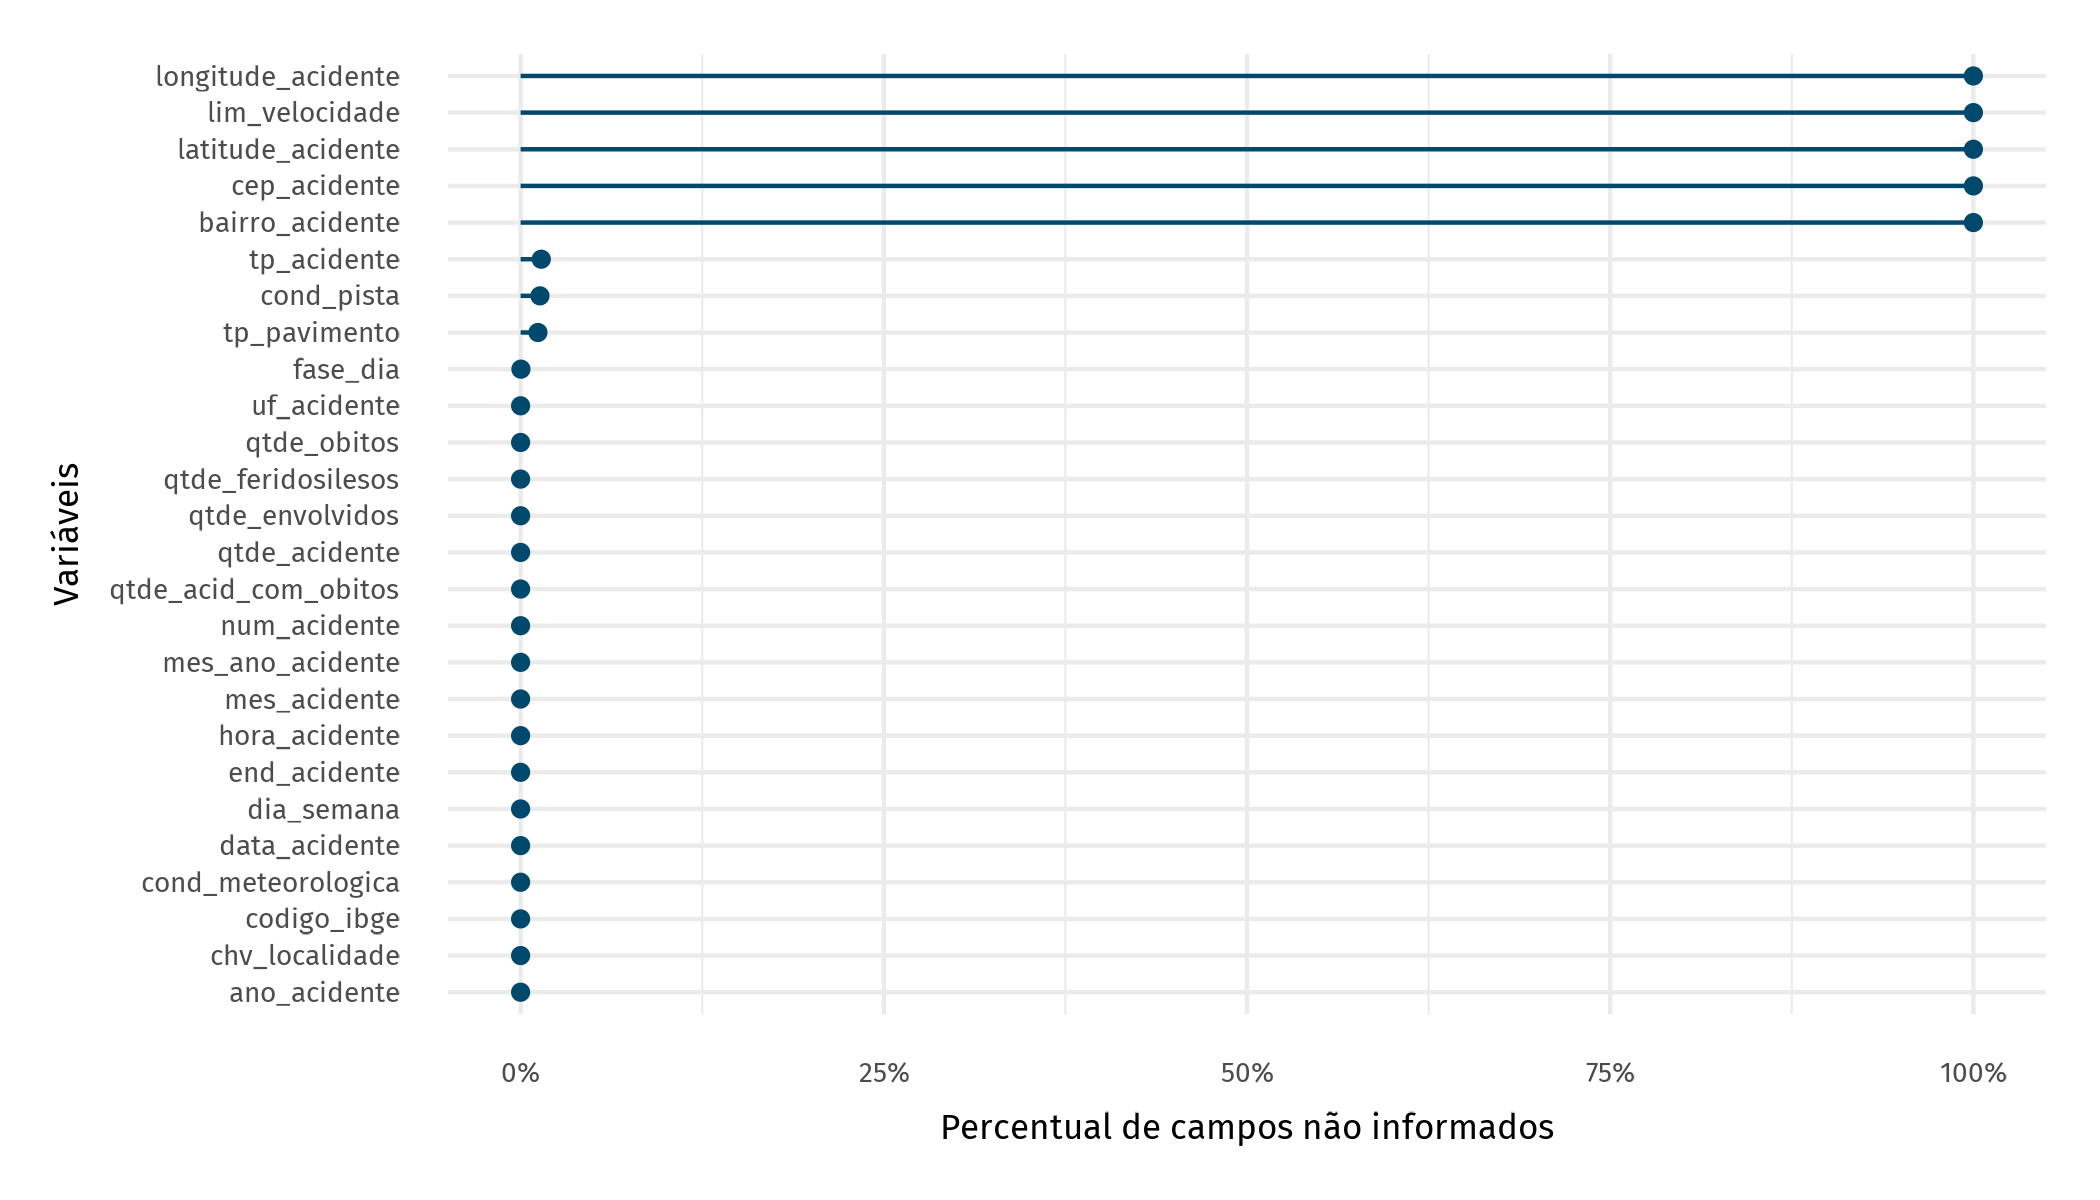 longitude_acidente
lim_velocidade
latitude_acidente
cep_acidente
bairro_acidente
tp_acidente
cond_pista
tp_pavimento
fase_dia
uf_acidente
qtde_obitos
qtde_feridosilesos
qtde_envolvidos
qtde_acidente
qtde_acid_com_obitos
num_acidente
mes_ano_acidente
mes_acidente
hora_acidente
end_acidente
dia_semana
data_acidente
cond_meteorologica
codigo_ibge
chv_localidade
ano_acidente
Variáveis
0% 25% 50% 75% 100%
Percentual de campos não informados